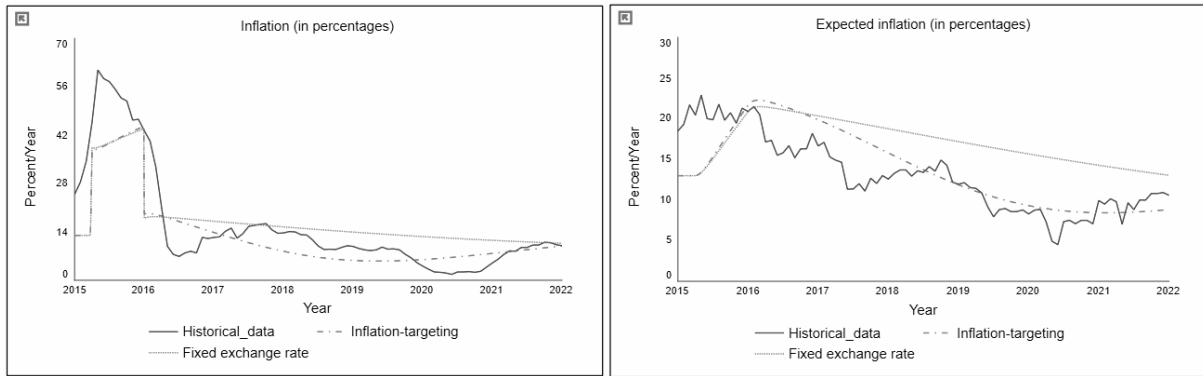 Inflation (in percentages)
70
56
42
28
14
0
Percent/Year
2015 2016 2017 2018 2019 2020 2021 2022
Year
Historical_data
Inflation-targeting
Fixed exchange rate
Expected inflation (in percentages)
30
25
20
15
10
5
0
Percent/Year
2015 2016 2017 2018 2019 2020 2021 2022
Year
Historical_data
Inflation-targeting
Fixed exchange rate